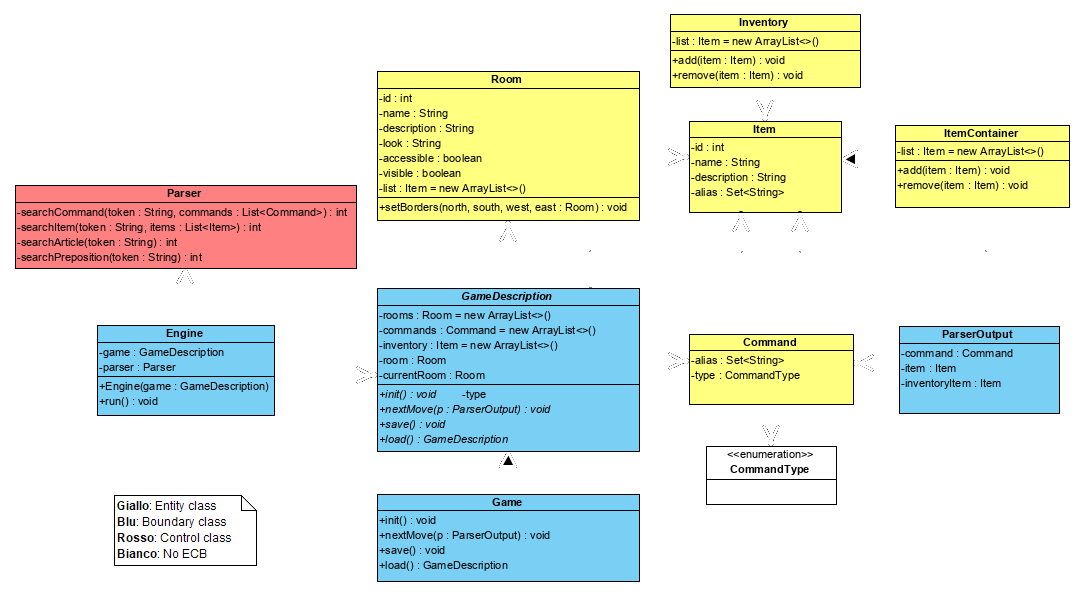 Inventory
-list : Item = new ArrayList<>()
+add(item : Item) : void
+remove(item : Item) : void
Room
-id : int
-name : String
-description : String
-look : String
-accessible : boolean
-visible : boolean
-list : Item = new ArrayList<>()
+setBorders(north, south, west, east : Room) : void
Item
-id : int
-name : String
-description : String
-alias : Set<String>
ItemContainer
-list : Item = new ArrayList<>()
+add(item : Item) : void
+remove(item : Item) : void
Parser
-searchCommand(token : String, commands : List<Command>) : int
-searchItem(token : String, items : List<Item>) : int
-searchArticle(token : String) : int
-searchPreposition(token : String) : int
Engine
-game : GameDescription
-parser : Parser
+Engine(game : GameDescription)
+run() : void
GameDescription
-rooms : Room = new ArrayList<>()
-commands : Command = new ArrayList<>()
-inventory : Item = new ArrayList<>()
-room : Room
-currentRoom : Room
+init() : void -type
+nextMove(p : ParserOutput) : void
+save() : void
+load() : GameDescription
Command
-alias : Set<String>
-type : CommandType
ParserOutput
-command : Command
-item : Item
-inventoryItem : Item
<<enumeration>>
CommandType
Game
+init() : void
+nextMove(p : ParserOutput) : void
+save() : void
+load() : GameDescription
Giallo: Entity class
Blu: Boundary class
Rosso: Control class
Bianco: No ECB